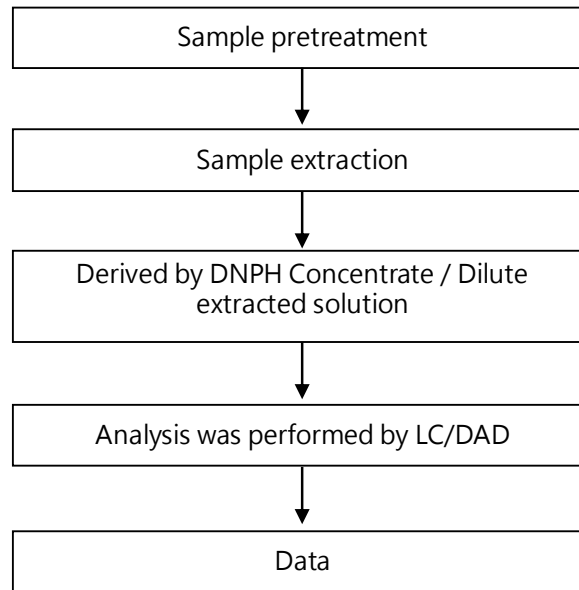 Sample pretreatment
Sample extraction
Derived by DNPH Concentrate / Dilute
extracted solution
Analysis was performed by LC/DAD
Data